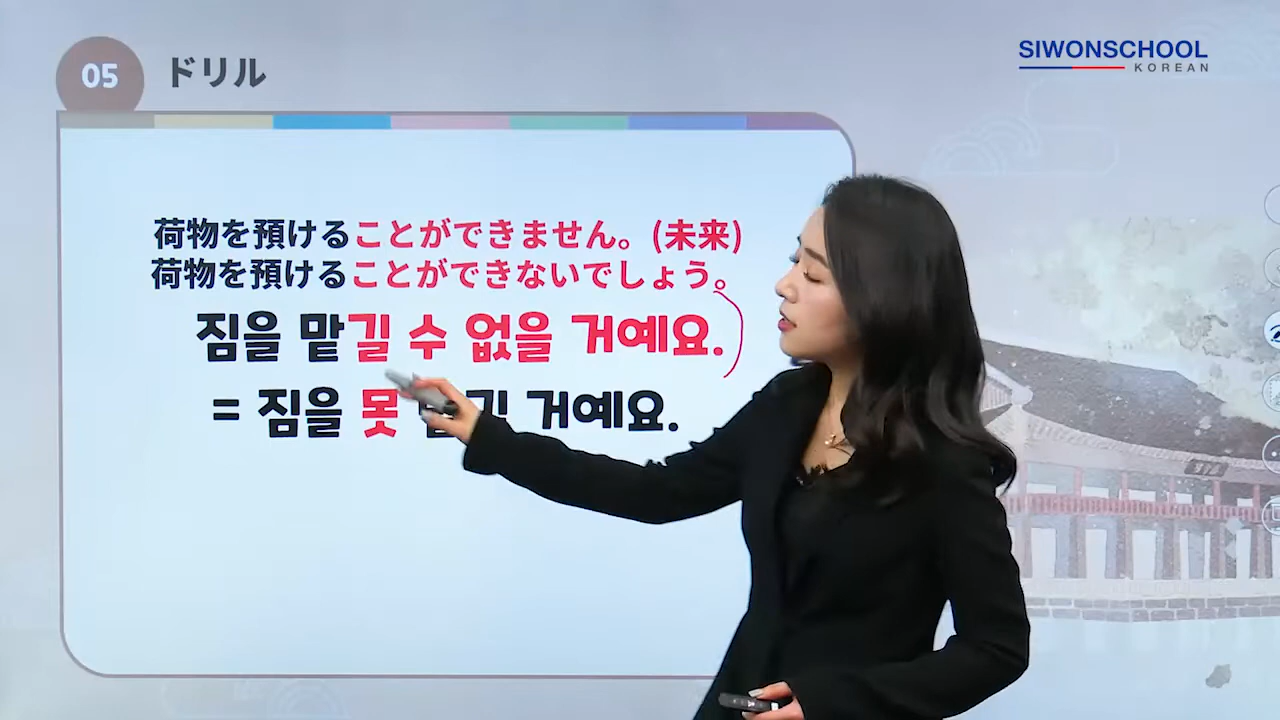 05 ドリル
SIWONSCHOOL
KOREAN
荷物を預けることができません。(未来)
荷物を預けることができないでしょう。
짐을 맡길 수 없을 거예요.
= 짐을 못 거예요.